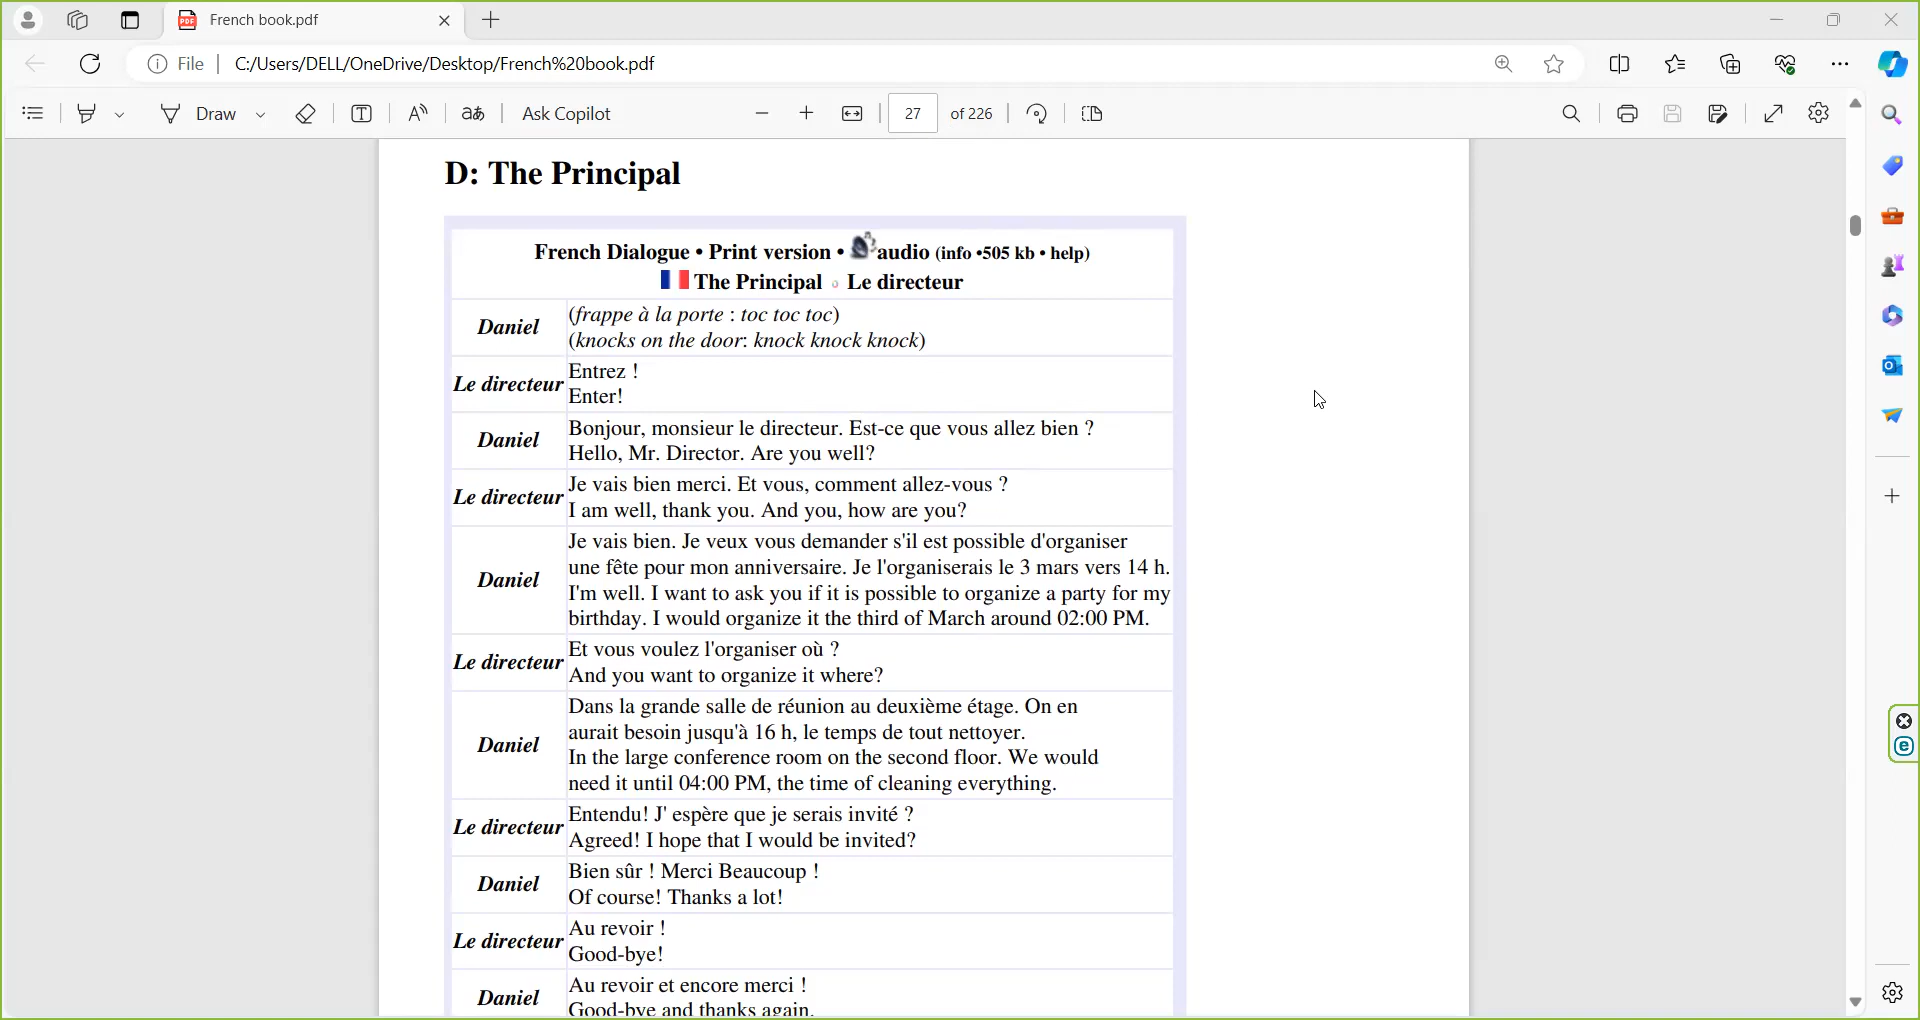 French book.pdf
File
C:/Users/DELL/OneDrive/Desktop/French%20book.pdf
Draw
aあ
Ask Copilot
27 of 226
D: The Principal
French Dialogue • Print version • audio (info •505 kb • help)
The Principal ◦ Le directeur
Daniel
(frappe à la porte : toc toc toc)
(knocks on the door: knock knock knock)
Le directeur
Entrez !
Enter!
Daniel
Bonjour, monsieur le directeur. Est-ce que vous allez bien ?
Hello, Mr. Director. Are you well?
Le directeur
Je vais bien merci. Et vous, comment allez-vous ?
I am well, thank you. And you, how are you?
Daniel
Je vais bien. Je veux vous demander s'il est possible d'organiser
une fête pour mon anniversaire. Je l'organiserais le 3 mars vers 14 h.
I'm well. I want to ask you if it is possible to organize a party for my
birthday. I would organize it the third of March around 02:00 PM.
Le directeur
Et vous voulez l'organiser où ?
And you want to organize it where?
Daniel
Dans la grande salle de réunion au deuxième étage. On en
aurait besoin jusqu'à 16 h, le temps de tout nettoyer.
In the large conference room on the second floor. We would
need it until 04:00 PM, the time of cleaning everything.
Le directeur
Entendu! J' espère que je serais invité ?
Agreed! I hope that I would be invited?
Daniel
Bien sûr ! Merci Beaucoup !
Of course! Thanks a lot!
Le directeur
Au revoir !
Good-bye!
Daniel
Au revoir et encore merci !
Good-bye and thanks again.